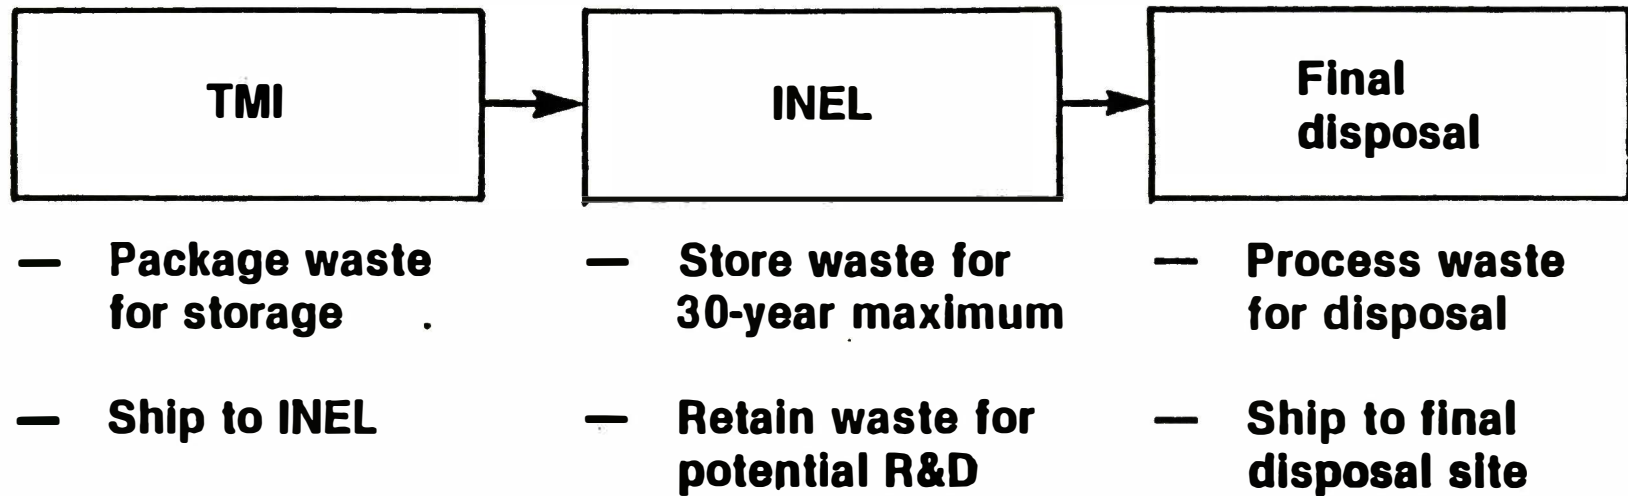 TMI
INEL
Final
disposal
— Package waste
for storage
— Ship to INEL
— Store waste for
30-year maximum
— Retain waste for
potential R&D
— Process waste
for disposal
— Ship to final
disposal site